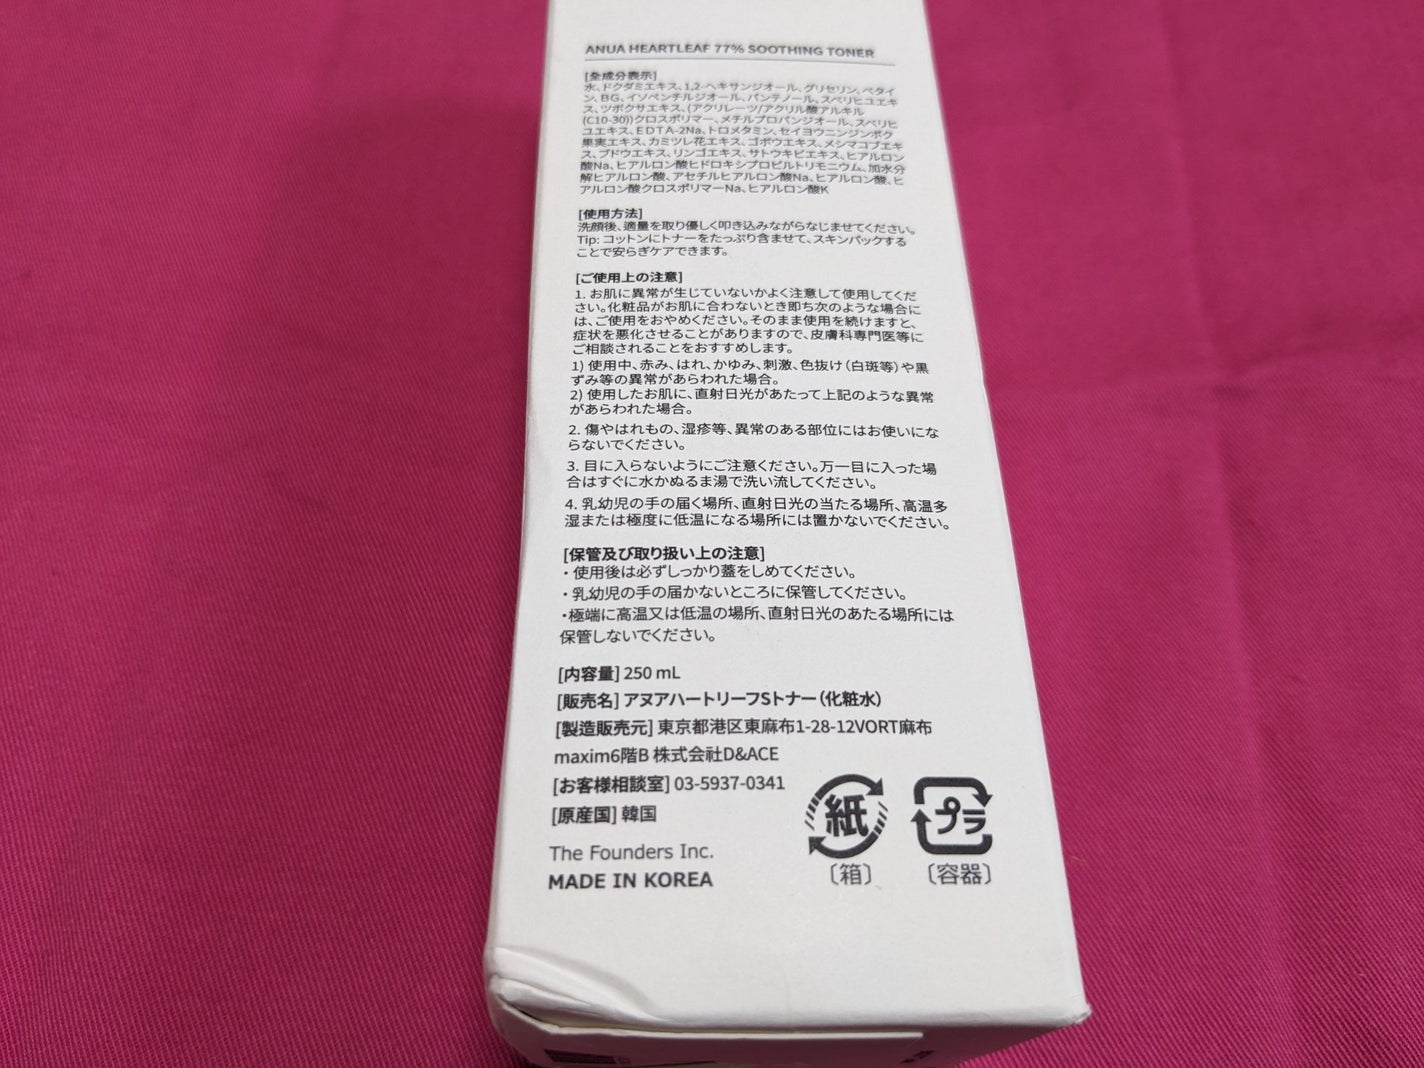 ANUA HEARTLEAF 77% SOOTHING TONER
[全成分表示]
水、ドクダミエキス、1,2-ヘキサンジオール、グリセリン、ベタイ
ン、BG、イソペンチルジオール、パンテノール、スベリヒユエキ
ス、ツボクサエキス、(アクリレーツ/アクリル酸アルキル
(C10-30))クロスポリマー、メチルプロパンジオール、スベリヒ
ユエキス、EDTA-2Na、トロメタミン、セイヨウニンジンボク
果実エキス、カミツレ花エキス、ゴボウエキス、メシマコブエキ
ス、ブドウエキス、リンゴエキス、サトウキビエキス、ヒアルロン
酸Na、ヒアルロン酸ヒドロキシプロピルトリモニウム、加水分
解ヒアルロン酸、アセチルヒアルロン酸Na、ヒアルロン酸、ヒ
アルロン酸クロスポリマーNa、ヒアルロン酸K
[使用方法]
洗顔後、適量を取り優しく叩き込みながらなじませてください。
Tip: コットンにトナーをたっぷり含ませて、スキンパックする
ことで安らぎケアできます。
[ご使用上の注意]
1. お肌に異常が生じていないかよく注意して使用してくだ
さい。化粧品がお肌に合わないとき即ち次のような場合に
は、ご使用をおやめください。そのまま使用を続けますと、
症状を悪化させることがありますので、皮膚科専門医等に
ご相談されることをおすすめします。
1) 使用中、赤み、はれ、かゆみ、刺激、色抜け(白斑等)や黒
ずみ等の異常があらわれた場合。
2) 使用したお肌に、直射日光があたって上記のような異常
があらわれた場合。
2. 傷やはれもの、湿疹等、異常のある部位にはお使いにな
らないでください。
3. 目に入らないようにご注意ください。万一目に入った場
合はすぐに水かぬるま湯で洗い流してください。
4. 乳幼児の手の届く場所、直射日光の当たる場所、高温多
湿または極度に低温になる場所には置かないでください。
[保管及び取り扱い上の注意]
・使用後は必ずしっかり蓋をしめてください。
・乳幼児の手の届かないところに保管してください。
・極端に高温又は低温の場所、直射日光のあたる場所には
保管しないでください。
[内容量] 250 mL
[販売名] アヌアハートリーフSトナー(化粧水)
[製造販売元] 東京都港区東麻布1-28-12VORT麻布
maxim6階B 株式会社D&ACE
[お客様相談室] 03-5937-0341
[原産国] 韓国
The Founders Inc.
MADE IN KOREA
紙
〔箱〕
プラ
〔容器〕